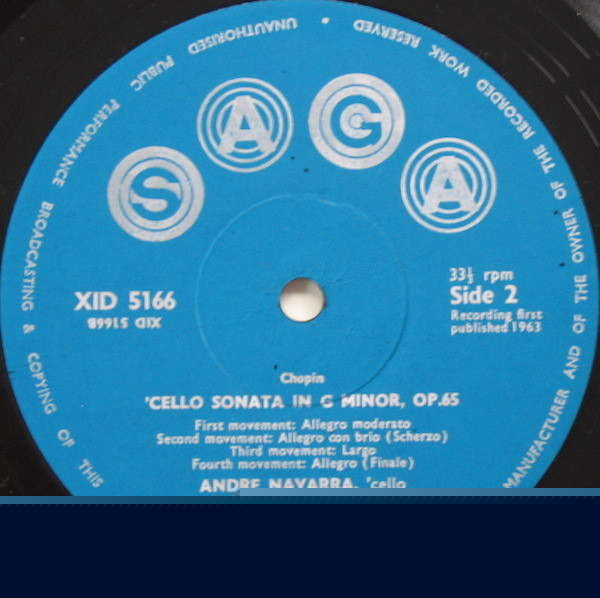 MANUFACTURER AND OF THE OWNER OF THE RECORDED WORK RESERVED • UNAUTHORISED PUBLIC PERFORMANCE BROADCASTING & COPYING OF THIS
SAGA
XID 5166
XID 5166B
33⅓ rpm
Side 2
Recording first
published 1963
Chopin
'CELLO SONATA IN G MINOR, OP.65
First movement: Allegro moderato
Second movement: Allegro con brio (Scherzo)
Third movement: Largo
Fourth movement: Allegro (Finale)
ANDRE NAVARRA, 'cello